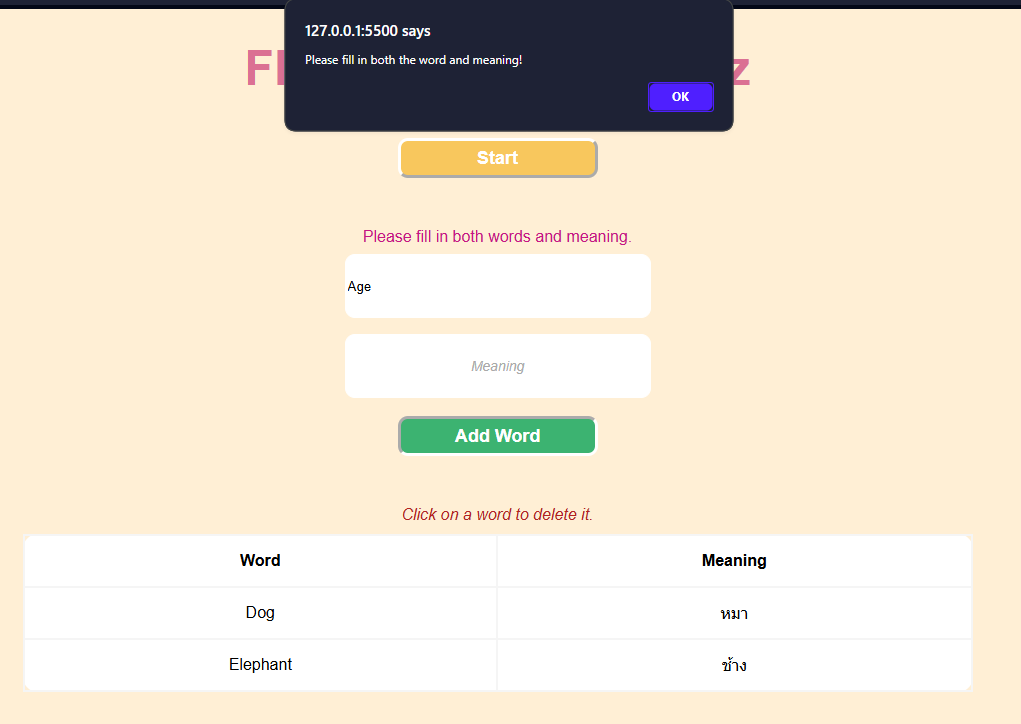 127.0.0.1:5500 says
Please fill in both the word and meaning!
OK
Start
Please fill in both words and meaning.
Age
Meaning
Add Word
Click on a word to delete it.
Word Meaning
Dog หมา
Elephant ช้าง